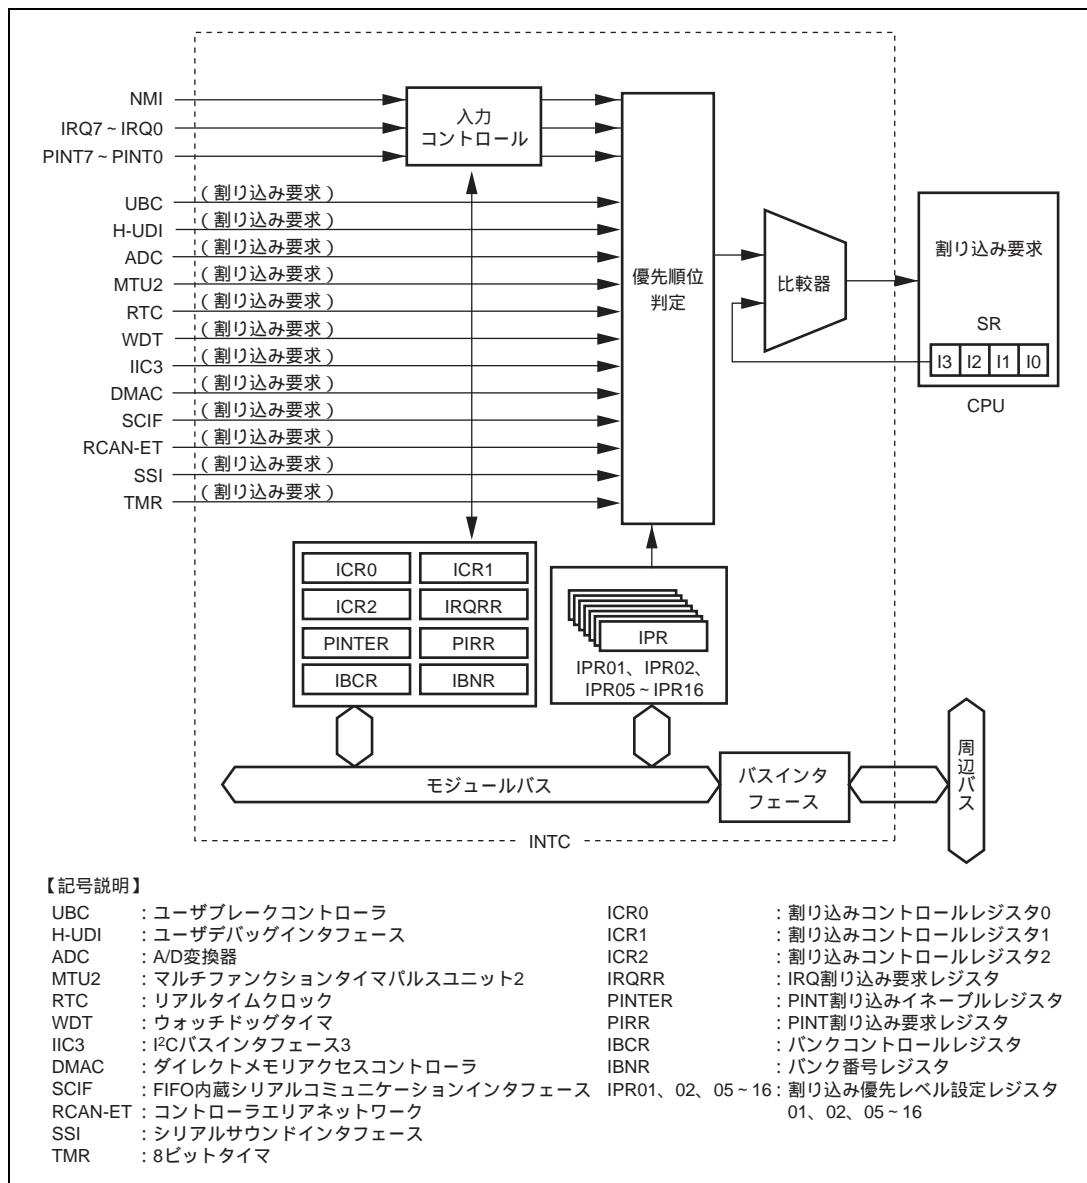 NMI
IRQ7～IRQ0
PINT7～PINT0
入力
コントロール
UBC
（割り込み要求）
H-UDI
（割り込み要求）
ADC
（割り込み要求）
MTU2
（割り込み要求）
RTC
（割り込み要求）
WDT
（割り込み要求）
IIC3
（割り込み要求）
DMAC
（割り込み要求）
SCIF
（割り込み要求）
RCAN-ET
（割り込み要求）
SSI
（割り込み要求）
TMR
（割り込み要求）
優先順位
判定
比較器
割り込み要求
SR
I3 I2 I1 I0
CPU
ICR0 ICR1
ICR2 IRQRR
PINTER PIRR
IBCR IBNR
IPR
IPR01、IPR02、
IPR05～IPR16
モジュールバス
バスインタ
フェース
周辺バス
INTC
【記号説明】
UBC ：ユーザブレークコントローラ
H-UDI ：ユーザデバッグインタフェース
ADC ：A/D変換器
MTU2 ：マルチファンクションタイマパルスユニット2
RTC ：リアルタイムクロック
WDT ：ウォッチドッグタイマ
IIC3 ：I²Cバスインタフェース3
DMAC ：ダイレクトメモリアクセスコントローラ
SCIF ：FIFO内蔵シリアルコミュニケーションインタフェース
RCAN-ET ：コントローラエリアネットワーク
SSI ：シリアルサウンドインタフェース
TMR ：8ビットタイマ
ICR0 ：割り込みコントロールレジスタ0
ICR1 ：割り込みコントロールレジスタ1
ICR2 ：割り込みコントロールレジスタ2
IRQRR ：IRQ割り込み要求レジスタ
PINTER ：PINT割り込みイネーブルレジスタ
PIRR ：PINT割り込み要求レジスタ
IBCR ：バンクコントロールレジスタ
IBNR ：バンク番号レジスタ
IPR01、02、05～16：割り込み優先レベル設定レジスタ
01、02、05～16